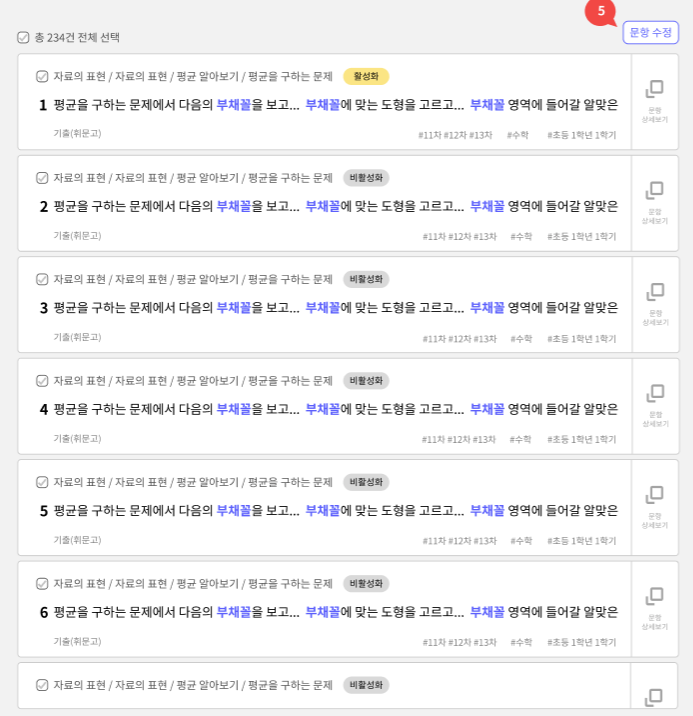 5
총 234건 전체 선택 문항 수정
자료의 표현 / 자료의 표현 / 평균 알아보기 / 평균을 구하는 문제 활성화
1 평균을 구하는 문제에서 다음의 부채꼴을 보고... 부채꼴에 맞는 도형을 고르고... 부채꼴 영역에 들어갈 알맞은
기출(휘문고) #11차 #12차 #13차 #수학 #초등 1학년 1학기
문항
상세보기
자료의 표현 / 자료의 표현 / 평균 알아보기 / 평균을 구하는 문제 비활성화
2 평균을 구하는 문제에서 다음의 부채꼴을 보고... 부채꼴에 맞는 도형을 고르고... 부채꼴 영역에 들어갈 알맞은
기출(휘문고) #11차 #12차 #13차 #수학 #초등 1학년 1학기
문항
상세보기
자료의 표현 / 자료의 표현 / 평균 알아보기 / 평균을 구하는 문제 비활성화
3 평균을 구하는 문제에서 다음의 부채꼴을 보고... 부채꼴에 맞는 도형을 고르고... 부채꼴 영역에 들어갈 알맞은
기출(휘문고) #11차 #12차 #13차 #수학 #초등 1학년 1학기
문항
상세보기
자료의 표현 / 자료의 표현 / 평균 알아보기 / 평균을 구하는 문제 비활성화
4 평균을 구하는 문제에서 다음의 부채꼴을 보고... 부채꼴에 맞는 도형을 고르고... 부채꼴 영역에 들어갈 알맞은
기출(휘문고) #11차 #12차 #13차 #수학 #초등 1학년 1학기
문항
상세보기
자료의 표현 / 자료의 표현 / 평균 알아보기 / 평균을 구하는 문제 비활성화
5 평균을 구하는 문제에서 다음의 부채꼴을 보고... 부채꼴에 맞는 도형을 고르고... 부채꼴 영역에 들어갈 알맞은
기출(휘문고) #11차 #12차 #13차 #수학 #초등 1학년 1학기
문항
상세보기
자료의 표현 / 자료의 표현 / 평균 알아보기 / 평균을 구하는 문제 비활성화
6 평균을 구하는 문제에서 다음의 부채꼴을 보고... 부채꼴에 맞는 도형을 고르고... 부채꼴 영역에 들어갈 알맞은
기출(휘문고) #11차 #12차 #13차 #수학 #초등 1학년 1학기
문항
상세보기
자료의 표현 / 자료의 표현 / 평균 알아보기 / 평균을 구하는 문제 비활성화